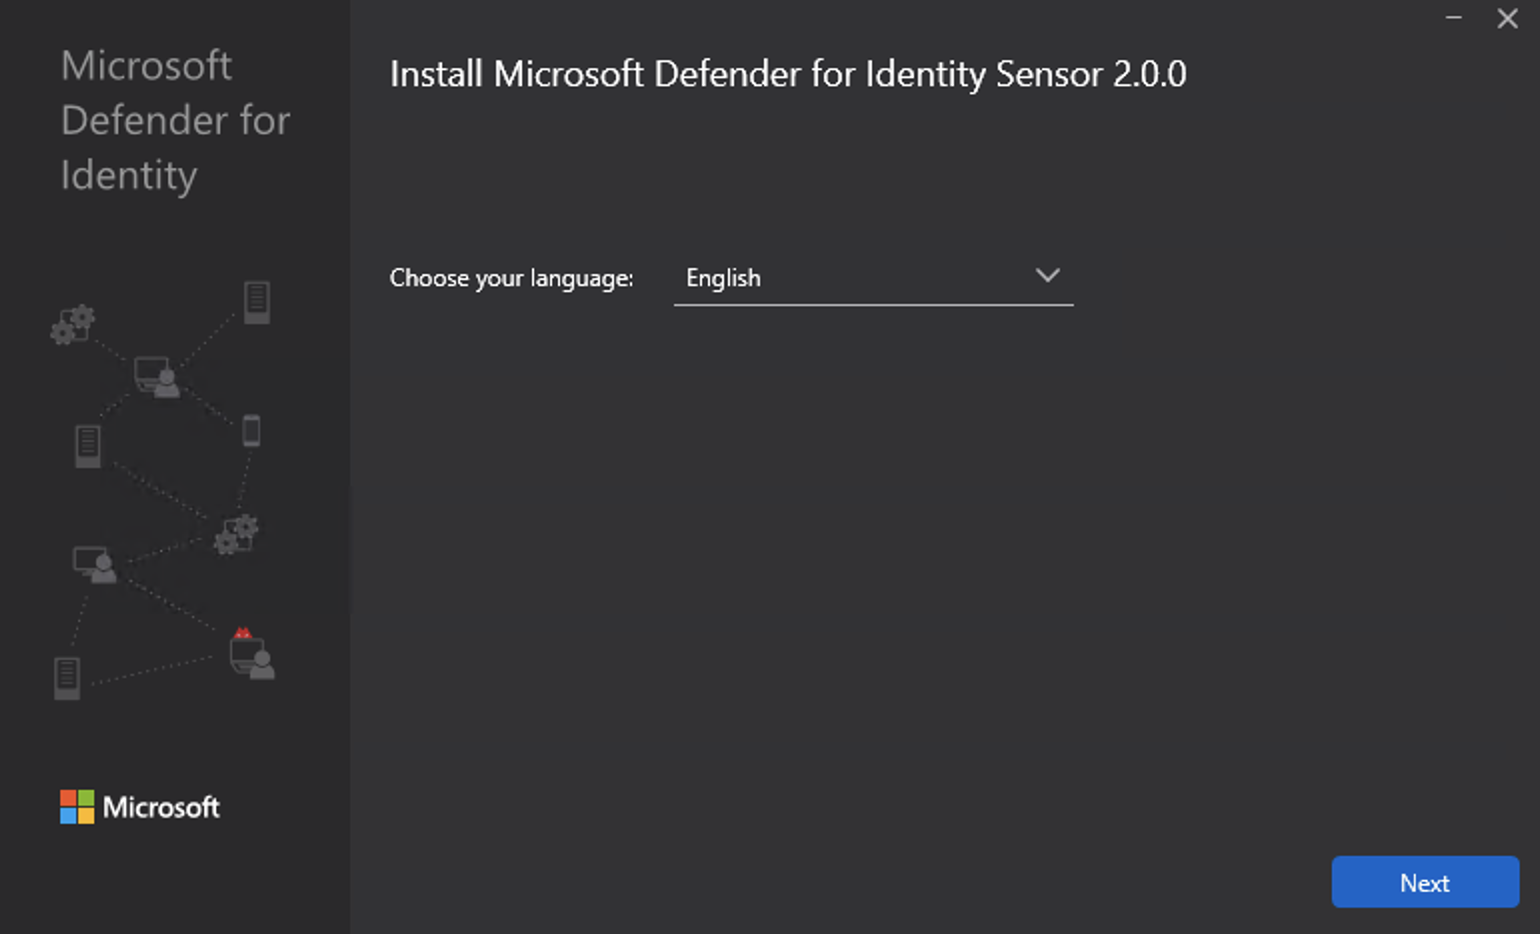 Microsoft
Defender for
Identity
Install Microsoft Defender for Identity Sensor 2.0.0
Choose your language: English
Microsoft
Next